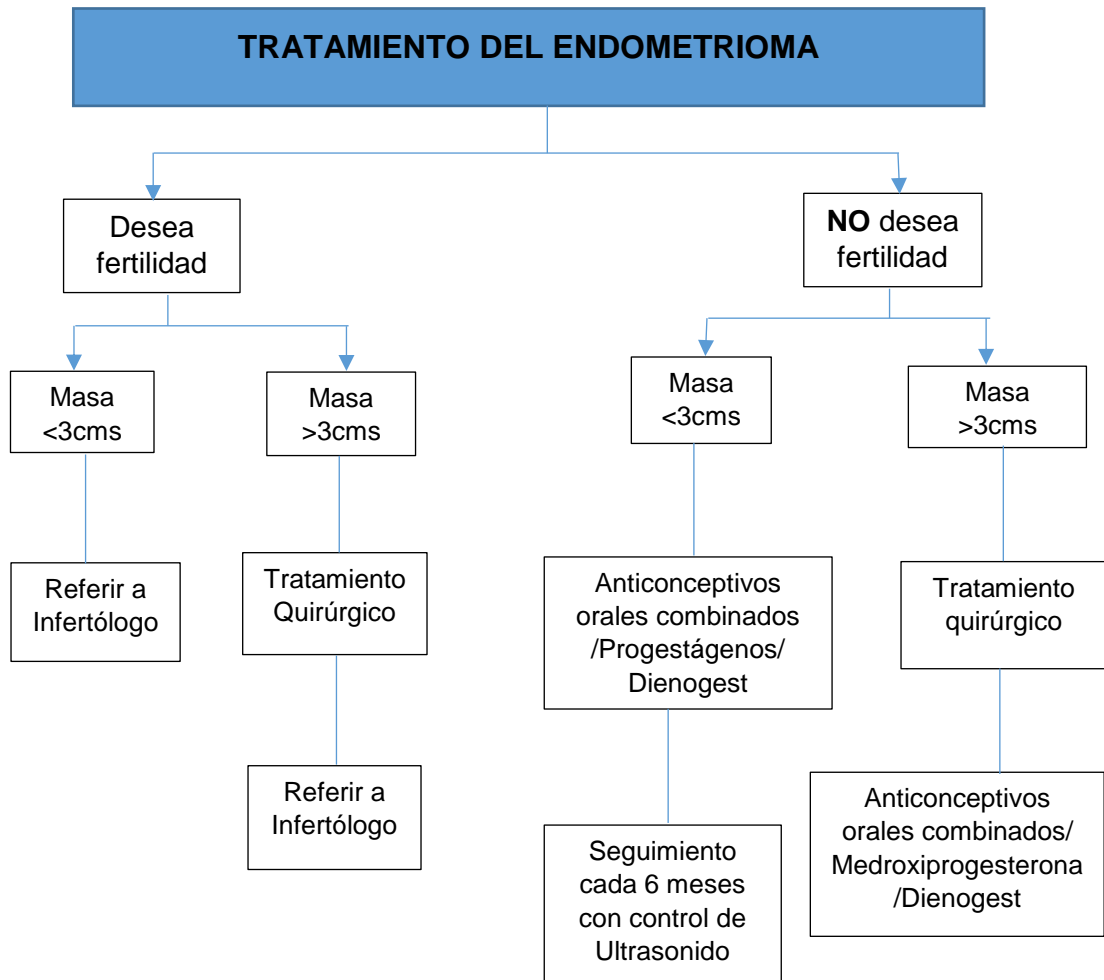 TRATAMIENTO DEL ENDOMETRIOMA
Desea
fertilidad
NO desea
fertilidad
Masa
<3cms
Masa
>3cms
Masa
<3cms
Masa
>3cms
Referir a
Infertólogo
Tratamiento
Quirúrgico
Anticonceptivos
orales combinados
/Progestágenos/
Dienogest
Tratamiento
quirúrgico
Referir a
Infertólogo
Seguimiento
cada 6 meses
con control de
Ultrasonido
Anticonceptivos
orales combinados/
Medroxiprogesterona
/Dienogest